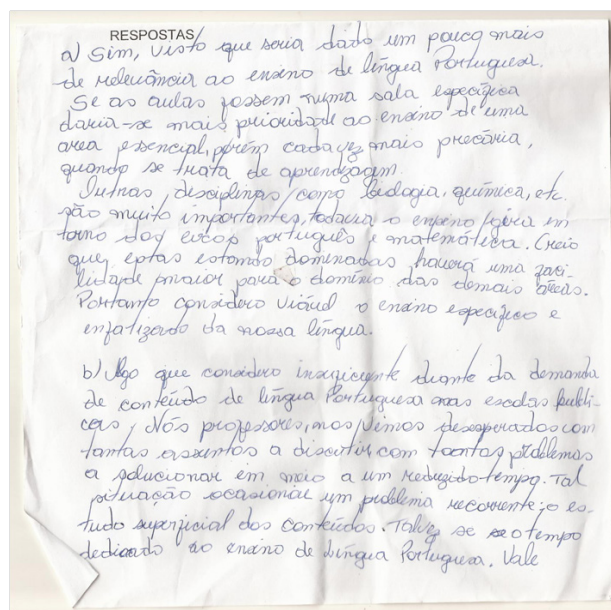 RESPOSTAS
a) Sim, visto que seria dado um pouco mais
de relevância ao ensino de língua Portuguesa.
Se as aulas fossem numa sala específica
daria-se mais prioridade ao ensino de uma
area esencial, porém cada vez mais precária,
quando se trata de aprendizagem.
Outras disciplinas como biologia, química, etc.
são muito importantes, todavia o ensino gira em
torno dos eixos português e matemática. Creio
que estas estando dominadas haverá uma faci-
lidade maior para o domínio das demais áreas.
Portanto considero viável o ensino específico e
enfatizado da nossa língua.
b) Algo que considero insuficiente diante da demanda
de conteúdo de língua Portuguesa nas escolas públi-
cas. Nós professores, nos vimos desesperados com
tantas assuntos a discutir, com tantos problemas
a solucionar em meio a um reduzido tempo. Tal
situação ocasiona um problema recorrente: o es-
tudo superficial dos conteúdos. Talvez se o tempo
dedicado ao ensino de Língua Portuguesa. Vale